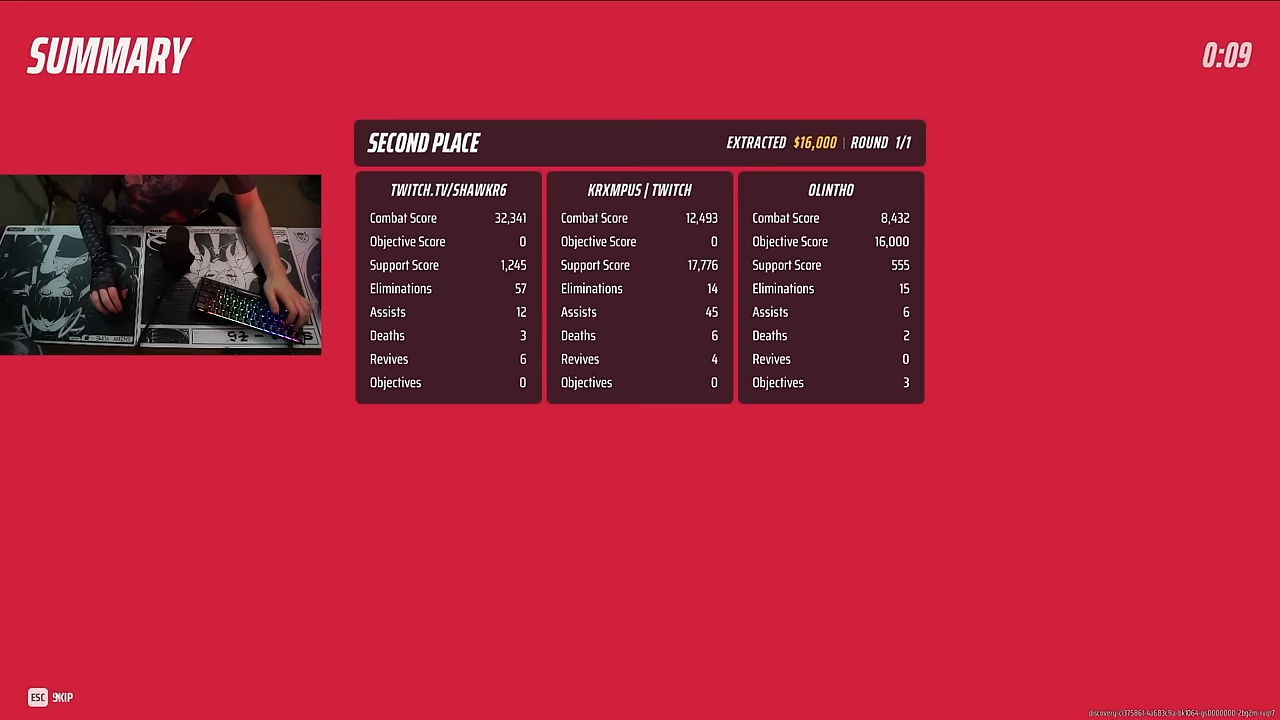 SUMMARY
0:09
SECOND PLACE
EXTRACTED $16,000 | ROUND 1/1
TWITCH.TV/SHAWKR6
Combat Score 32,341
Objective Score 0
Support Score 1,245
Eliminations 57
Assists 12
Deaths 3
Revives 6
Objectives 0
KRXMPUS | TWITCH
Combat Score 12,493
Objective Score 0
Support Score 17,776
Eliminations 14
Assists 45
Deaths 6
Revives 4
Objectives 0
OLINTHO
Combat Score 8,432
Objective Score 16,000
Support Score 555
Eliminations 15
Assists 6
Deaths 2
Revives 0
Objectives 3
ESC SKIP